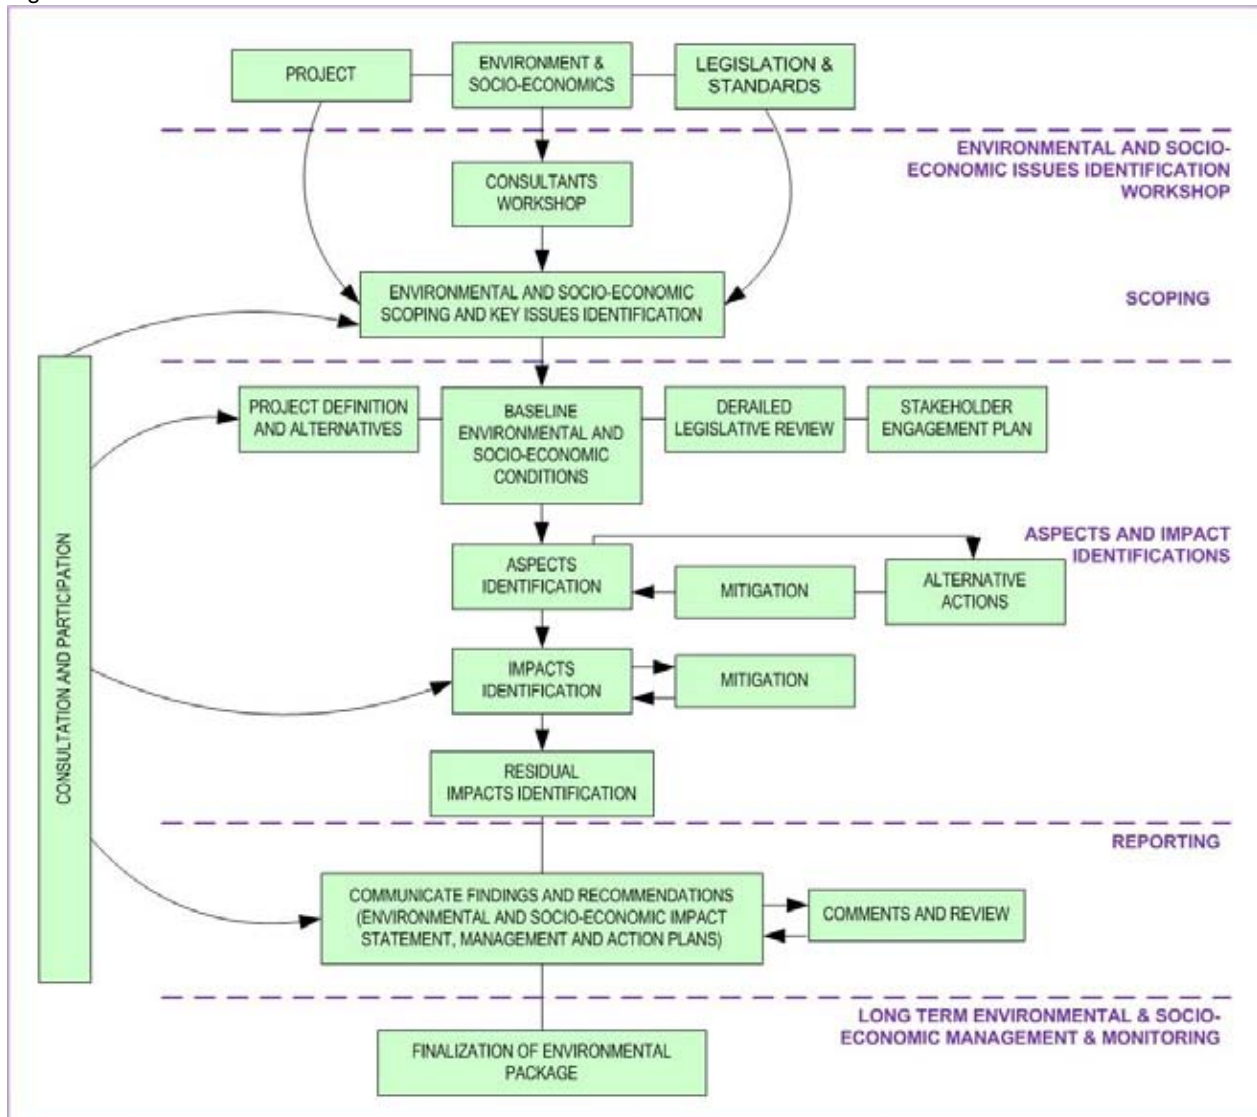 PROJECT
ENVIRONMENT &
SOCIO-ECONOMICS
LEGISLATION &
STANDARDS
ENVIRONMENTAL AND SOCIO-
ECONOMIC ISSUES IDENTIFICATION
WORKSHOP
CONSULTANTS
WORKSHOP
ENVIRONMENTAL AND SOCIO-ECONOMIC
SCOPING AND KEY ISSUES IDENTIFICATION
SCOPING
CONSULTATION AND PARTICIPATION
PROJECT DEFINITION
AND ALTERNATIVES
BASELINE
ENVIRONMENTAL AND
SOCIO-ECONOMIC
CONDITIONS
DERAILED
LEGISLATIVE REVIEW
STAKEHOLDER
ENGAGEMENT PLAN
ASPECTS AND IMPACT
IDENTIFICATIONS
ASPECTS
IDENTIFICATION
MITIGATION
ALTERNATIVE
ACTIONS
IMPACTS
IDENTIFICATION
MITIGATION
RESIDUAL
IMPACTS IDENTIFICATION
REPORTING
COMMUNICATE FINDINGS AND RECOMMENDATIONS
(ENVIRONMENTAL AND SOCIO-ECONOMIC IMPACT
STATEMENT, MANAGEMENT AND ACTION PLANS)
COMMENTS AND REVIEW
LONG TERM ENVIRONMENTAL & SOCIO-
ECONOMIC MANAGEMENT & MONITORING
FINALIZATION OF ENVIRONMENTAL
PACKAGE